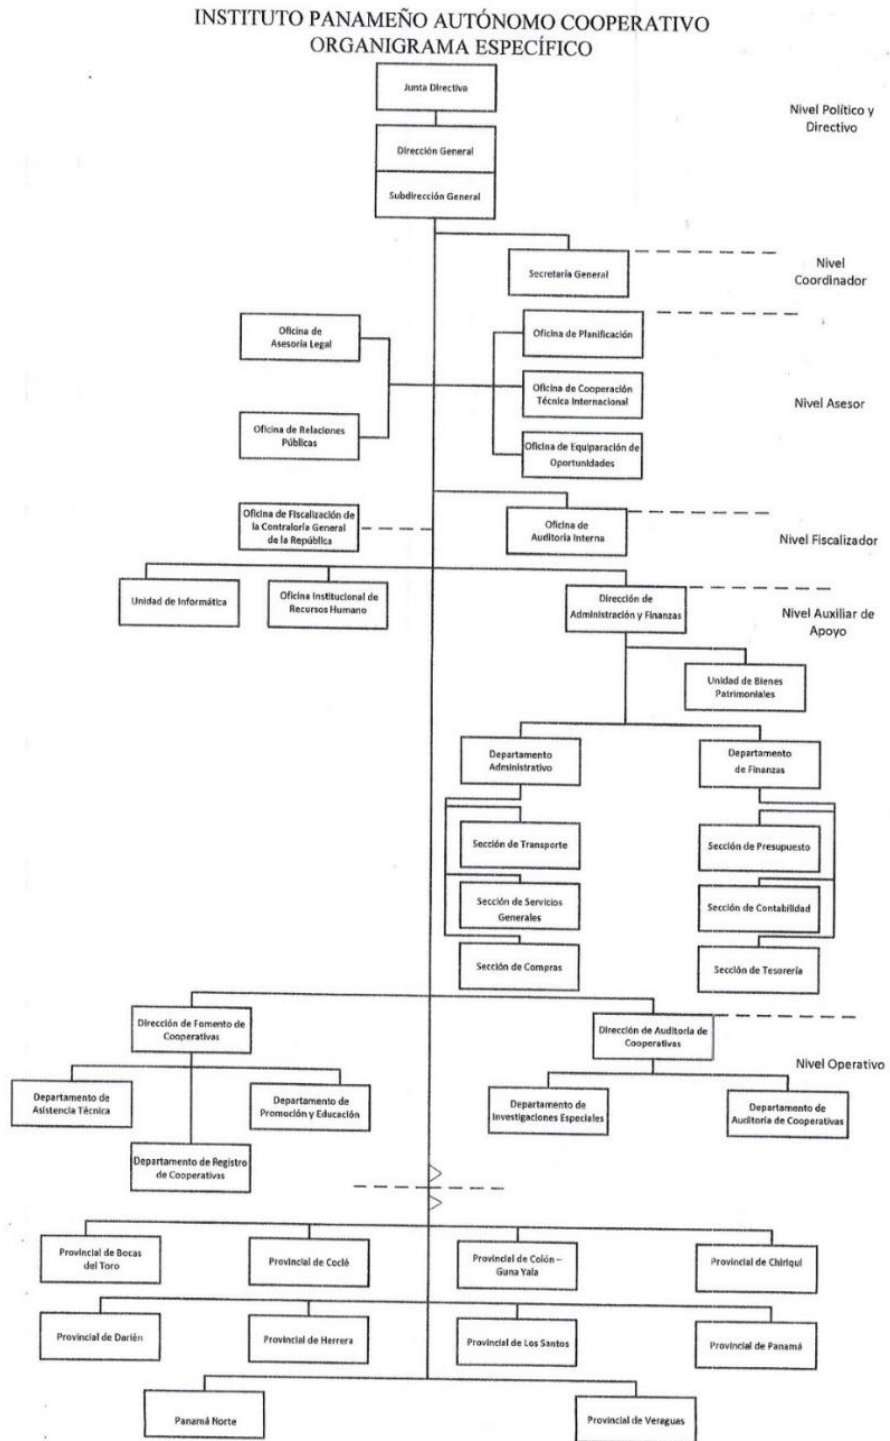 INSTITUTO PANAMEÑO AUTÓNOMO COOPERATIVO
ORGANIGRAMA ESPECÍFICO
Junta Directiva
Nivel Político y
Directivo
Dirección General
Subdirección General
Secretaría General
Nivel
Coordinador
Oficina de
Asesoría Legal
Oficina de Planificación
Oficina de Cooperación
Técnica Internacional
Nivel Asesor
Oficina de Relaciones
Públicas
Oficina de Equiparación de
Oportunidades
Oficina de Fiscalización de
la Contraloría General
de la República
Oficina de
Auditoría Interna
Nivel Fiscalizador
Unidad de Informática
Oficina Institucional de
Recursos Humano
Dirección de
Administración y Finanzas
Nivel Auxiliar de
Apoyo
Unidad de Bienes
Patrimoniales
Departamento
Administrativo
Departamento
de Finanzas
Sección de Transporte
Sección de Presupuesto
Sección de Servicios
Generales
Sección de Contabilidad
Sección de Compras
Sección de Tesorería
Dirección de Fomento de
Cooperativas
Dirección de Auditoría de
Cooperativas
Nivel Operativo
Departamento de
Asistencia Técnica
Departamento de
Promoción y Educación
Departamento de
Investigaciones Especiales
Departamento de
Auditoría de Cooperativas
Departamento de Registro
de Cooperativas
Provincial de Bocas
del Toro
Provincial de Coclé
Provincial de Colón –
Guna Yala
Provincial de Chiriquí
Provincial de Darién
Provincial de Herrera
Provincial de Los Santos
Provincial de Panamá
Panamá Norte
Provincial de Veraguas